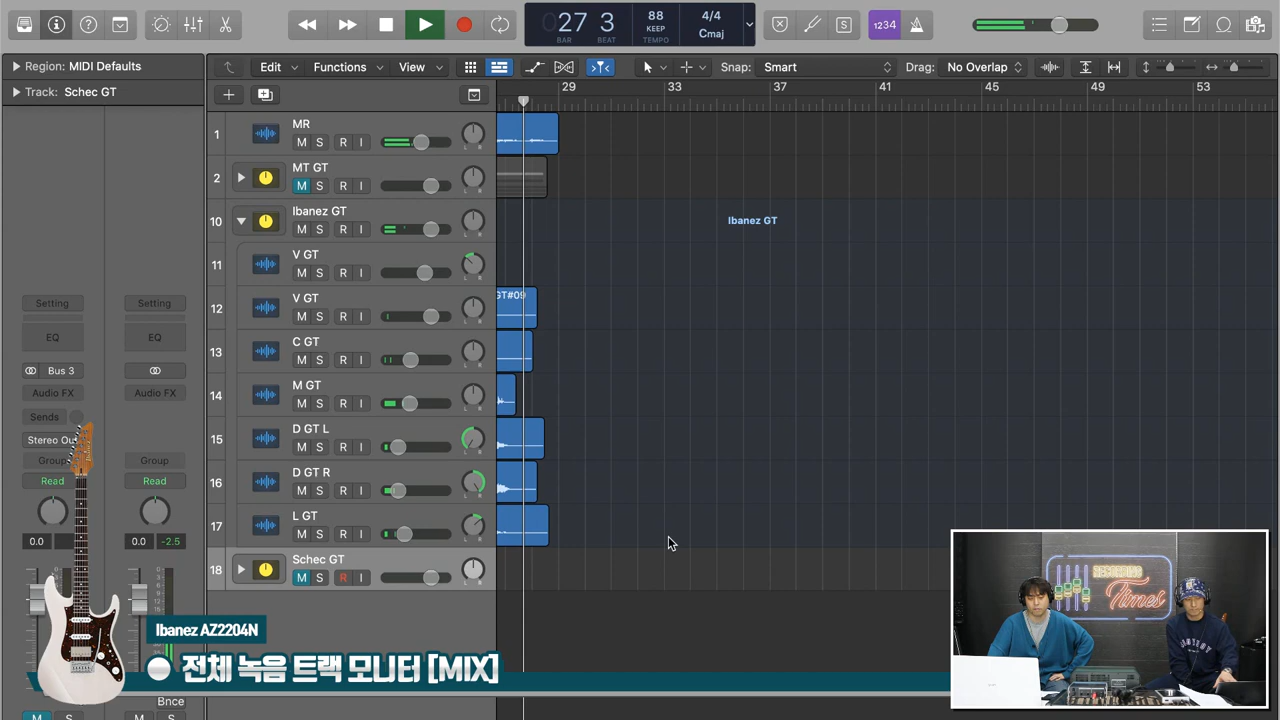 1234
27 3
BAR BEAT
88
KEEP
TEMPO
4/4
Cmaj
Region: MIDI Defaults
Track: Schec GT
Edit Functions View
Snap: Smart
Drag: No Overlap
29 33 37 41 45 49 53
1 MR
M S R I
2 MT GT
M S R I
10 Ibanez GT
M S R I
Ibanez GT
11 V GT
M S R I
12 V GT
M S R I
GT#09
13 C GT
M S R I
14 M GT
M S R I
15 D GT L
M S R I
16 D GT R
M S R I
17 L GT
M S R I
18 Schec GT
M S R I
Setting Setting
EQ EQ
Bus 3
Audio FX Audio FX
Sends
Stereo Ou
Group Group
Read Read
0.0 0.0 -2.5
Bnce
M S M S
Ibanez AZ2204N
전체 녹음 트랙 모니터 [MIX]
RECORDING
Times